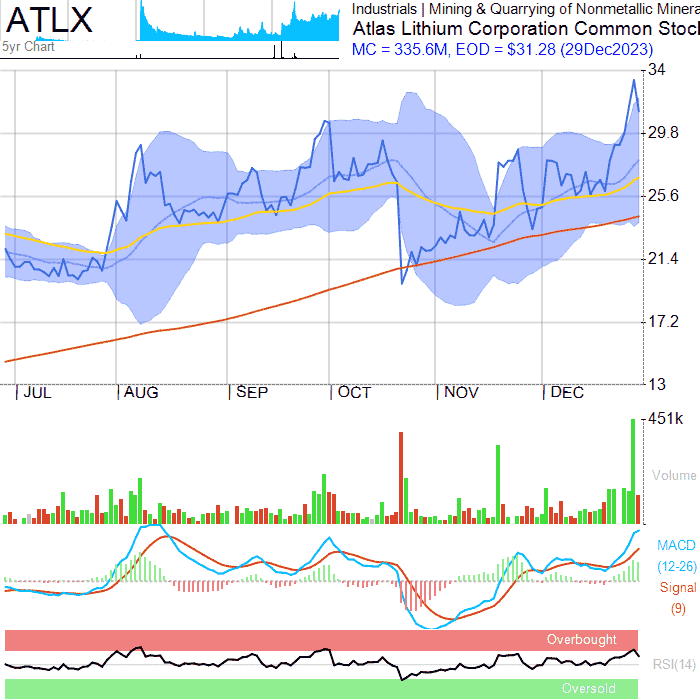 ATLX
5yr Chart
Industrials | Mining & Quarrying of Nonmetallic Minera
Atlas Lithium Corporation Common Stoc
MC = 335.6M, EOD = $31.28 (29Dec2023)
34
29.8
25.6
21.4
17.2
13
JUL AUG SEP OCT NOV DEC
451k
Volume
MACD
(12-26)
Signal
(9)
Overbought
RSI(14)
Oversold